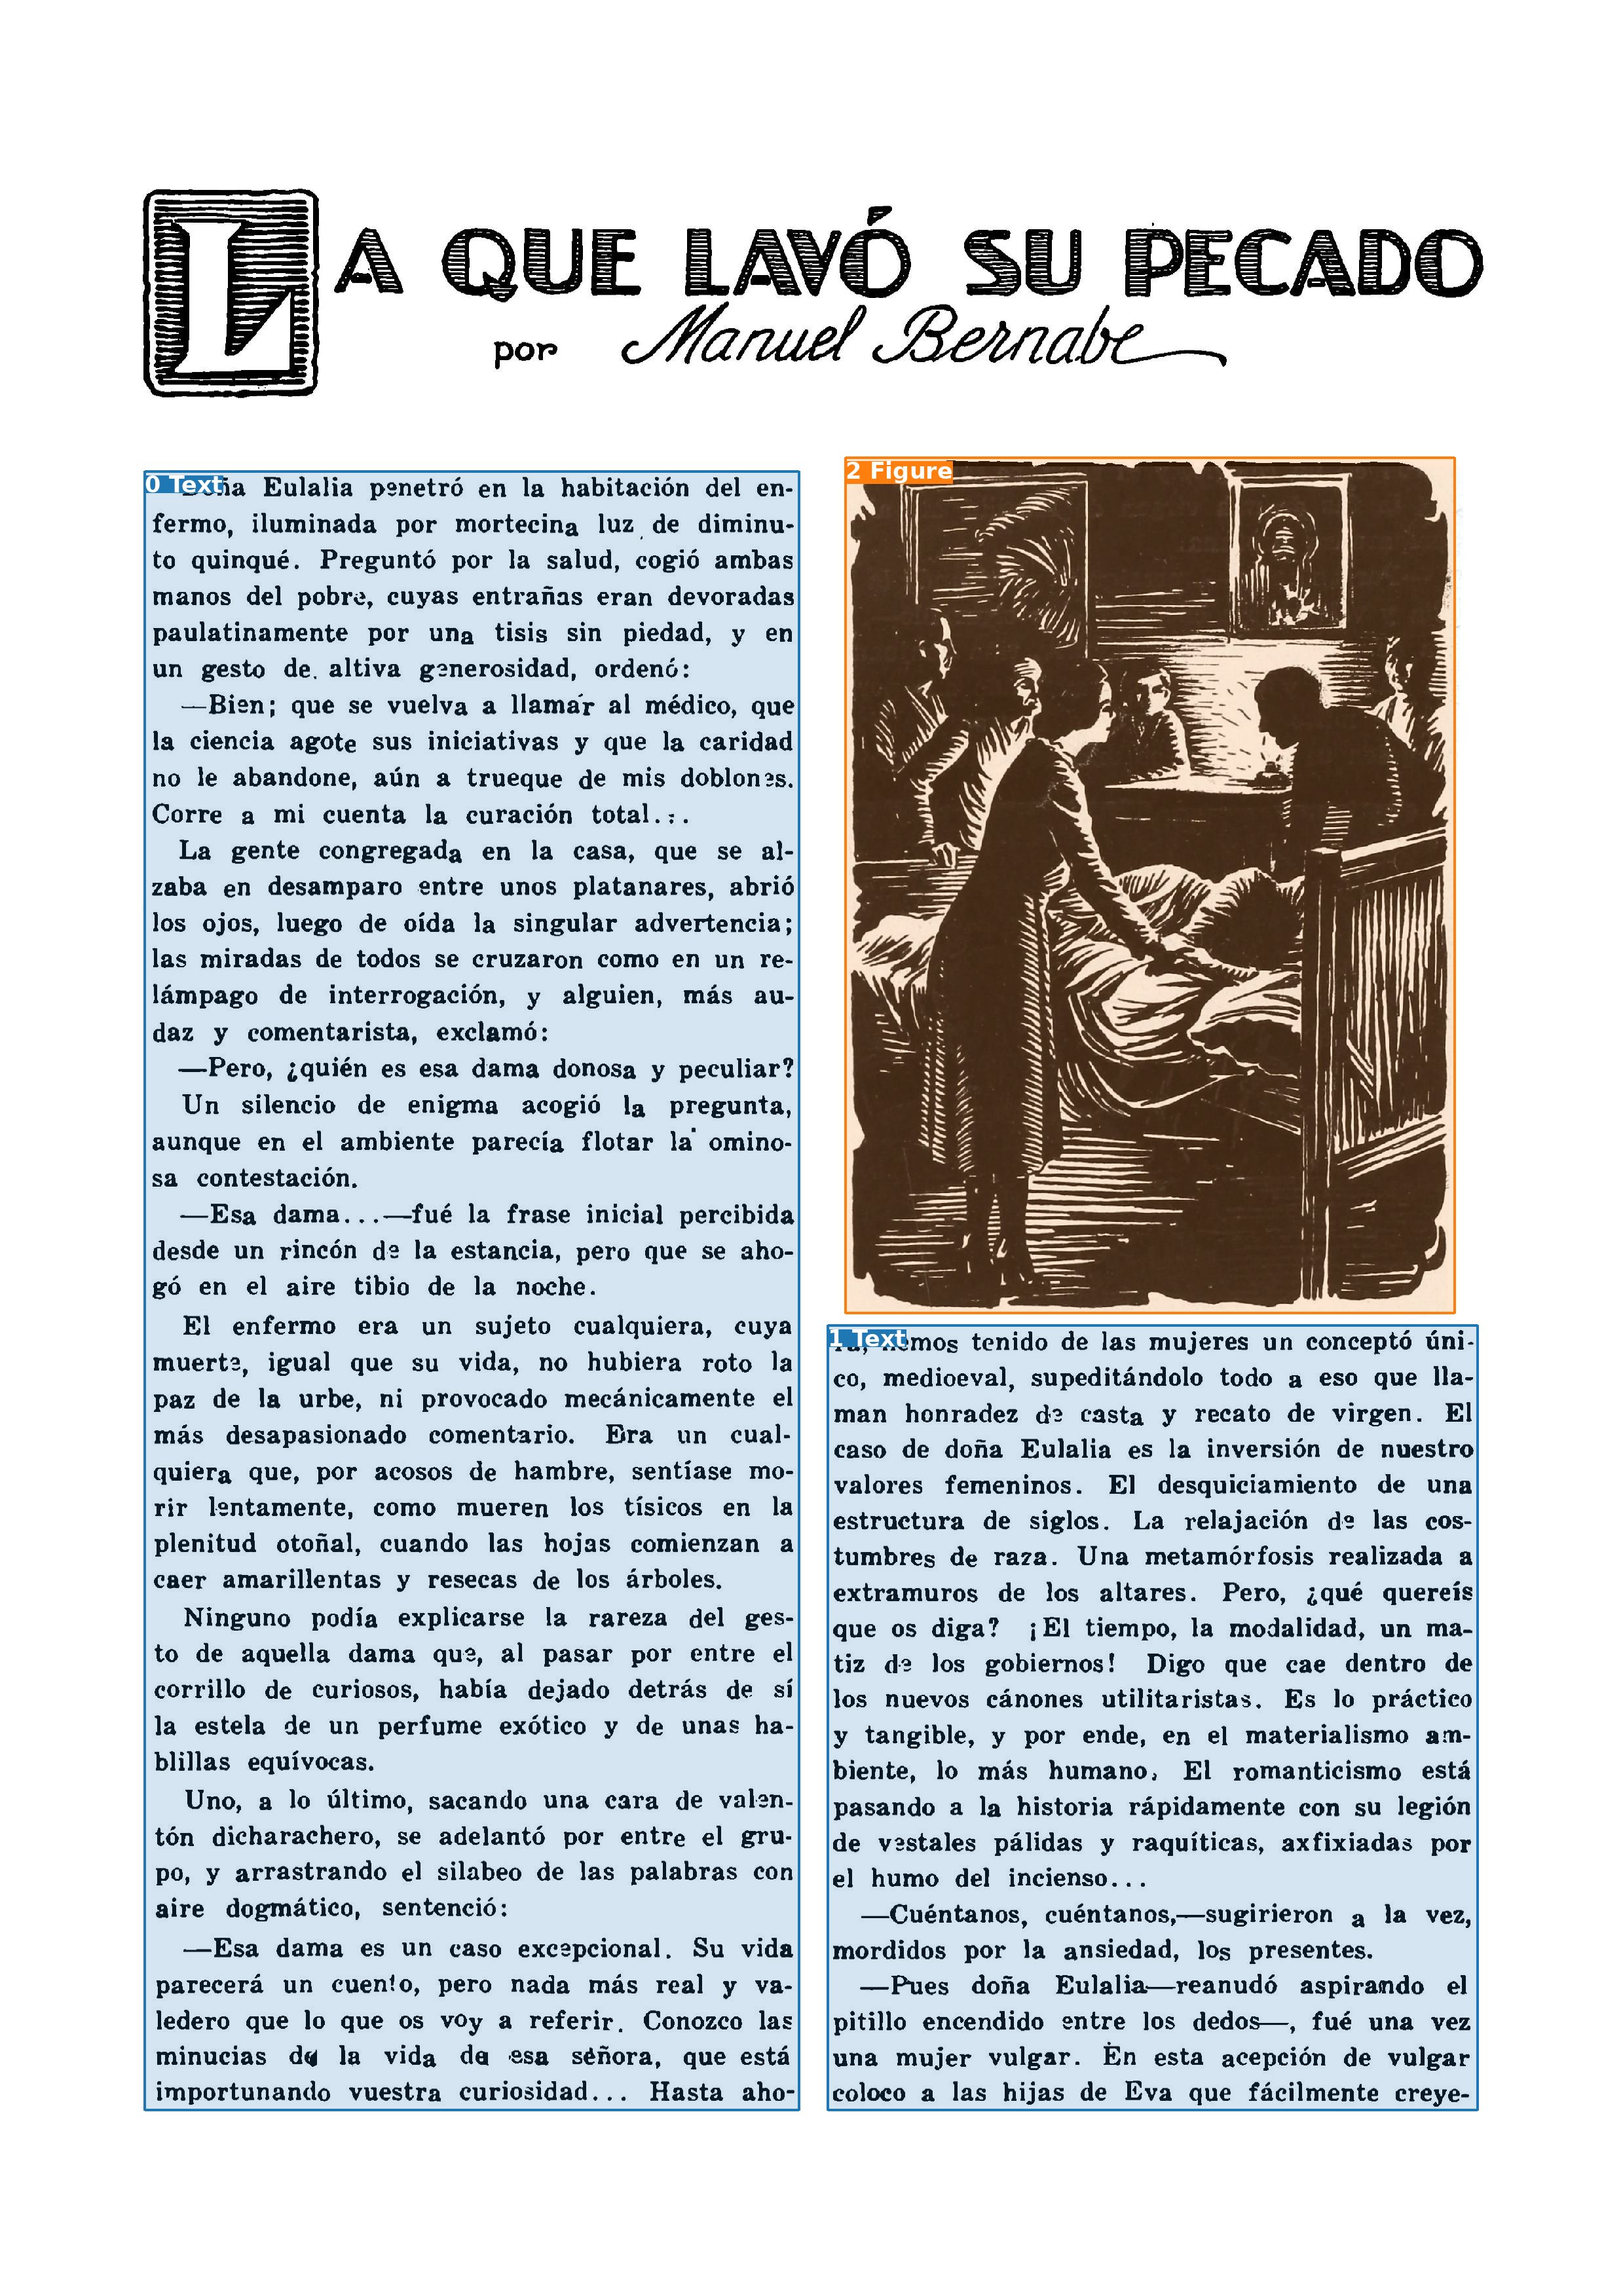 LA QUE LAVÓ SU PECADO
por Manuel Bernabe
0 Text
Eulalia penetró en la habitación del en-
fermo, iluminada por mortecina luz de diminu-
to quinqué. Preguntó por la salud, cogió ambas
manos del pobre, cuyas entrañas eran devoradas
paulatinamente por una tisis sin piedad, y en
un gesto de altiva generosidad, ordenó:
—Bien; que se vuelva a llamar al médico, que
la ciencia agote sus iniciativas y que la caridad
no le abandone, aún a trueque de mis doblones.
Corre a mi cuenta la curación total...
La gente congregada en la casa, que se al-
zaba en desamparo entre unos platanares, abrió
los ojos, luego de oída la singular advertencia;
las miradas de todos se cruzaron como en un re-
lámpago de interrogación, y alguien, más au-
daz y comentarista, exclamó:
—Pero, ¿quién es esa dama donosa y peculiar?
Un silencio de enigma acogió la pregunta,
aunque en el ambiente parecía flotar la omino-
sa contestación.
—Esa dama...—fué la frase inicial percibida
desde un rincón de la estancia, pero que se aho-
gó en el aire tibio de la noche.
El enfermo era un sujeto cualquiera, cuya
muerte, igual que su vida, no hubiera roto la
paz de la urbe, ni provocado mecánicamente el
más desapasionado comentario. Era un cual-
quiera que, por acosos de hambre, sentíase mo-
rir lentamente, como mueren los tísicos en la
plenitud otoñal, cuando las hojas comienzan a
caer amarillentas y resecas de los árboles.
Ninguno podía explicarse la rareza del ges-
to de aquella dama que, al pasar por entre el
corrillo de curiosos, había dejado detrás de sí
la estela de un perfume exótico y de unas ha-
blillas equívocas.
Uno, a lo último, sacando una cara de valen-
tón dicharachero, se adelantó por entre el gru-
po, y arrastrando el silabeo de las palabras con
aire dogmático, sentenció:
—Esa dama es un caso excepcional. Su vida
parecerá un cuento, pero nada más real y va-
ledero que lo que os voy a referir. Conozco las
minucias de la vida de esa señora, que está
importunando vuestra curiosidad... Hasta aho-
2 Figure
1 Text
tenido de las mujeres un conceptó úni-
co, medioeval, supeditándolo todo a eso que lla-
man honradez de casta y recato de virgen. El
caso de doña Eulalia es la inversión de nuestro
valores femeninos. El desquiciamiento de una
estructura de siglos. La relajación de las cos-
tumbres de raza. Una metamórfosis realizada a
extramuros de los altares. Pero, ¿qué quereís
que os diga? ¡El tiempo, la modalidad, un ma-
tiz de los gobiernos! Digo que cae dentro de
los nuevos cánones utilitaristas. Es lo práctico
y tangible, y por ende, en el materialismo am-
biente, lo más humano. El romanticismo está
pasando a la historia rápidamente con su legión
de vestales pálidas y raquíticas, axfixiadas por
el humo del incienso...
—Cuéntanos, cuéntanos,—sugirieron a la vez,
mordidos por la ansiedad, los presentes.
—Pues doña Eulalia—reanudó aspirando el
pitillo encendido entre los dedos—, fué una vez
una mujer vulgar. En esta acepción de vulgar
coloco a las hijas de Eva que fácilmente creye-